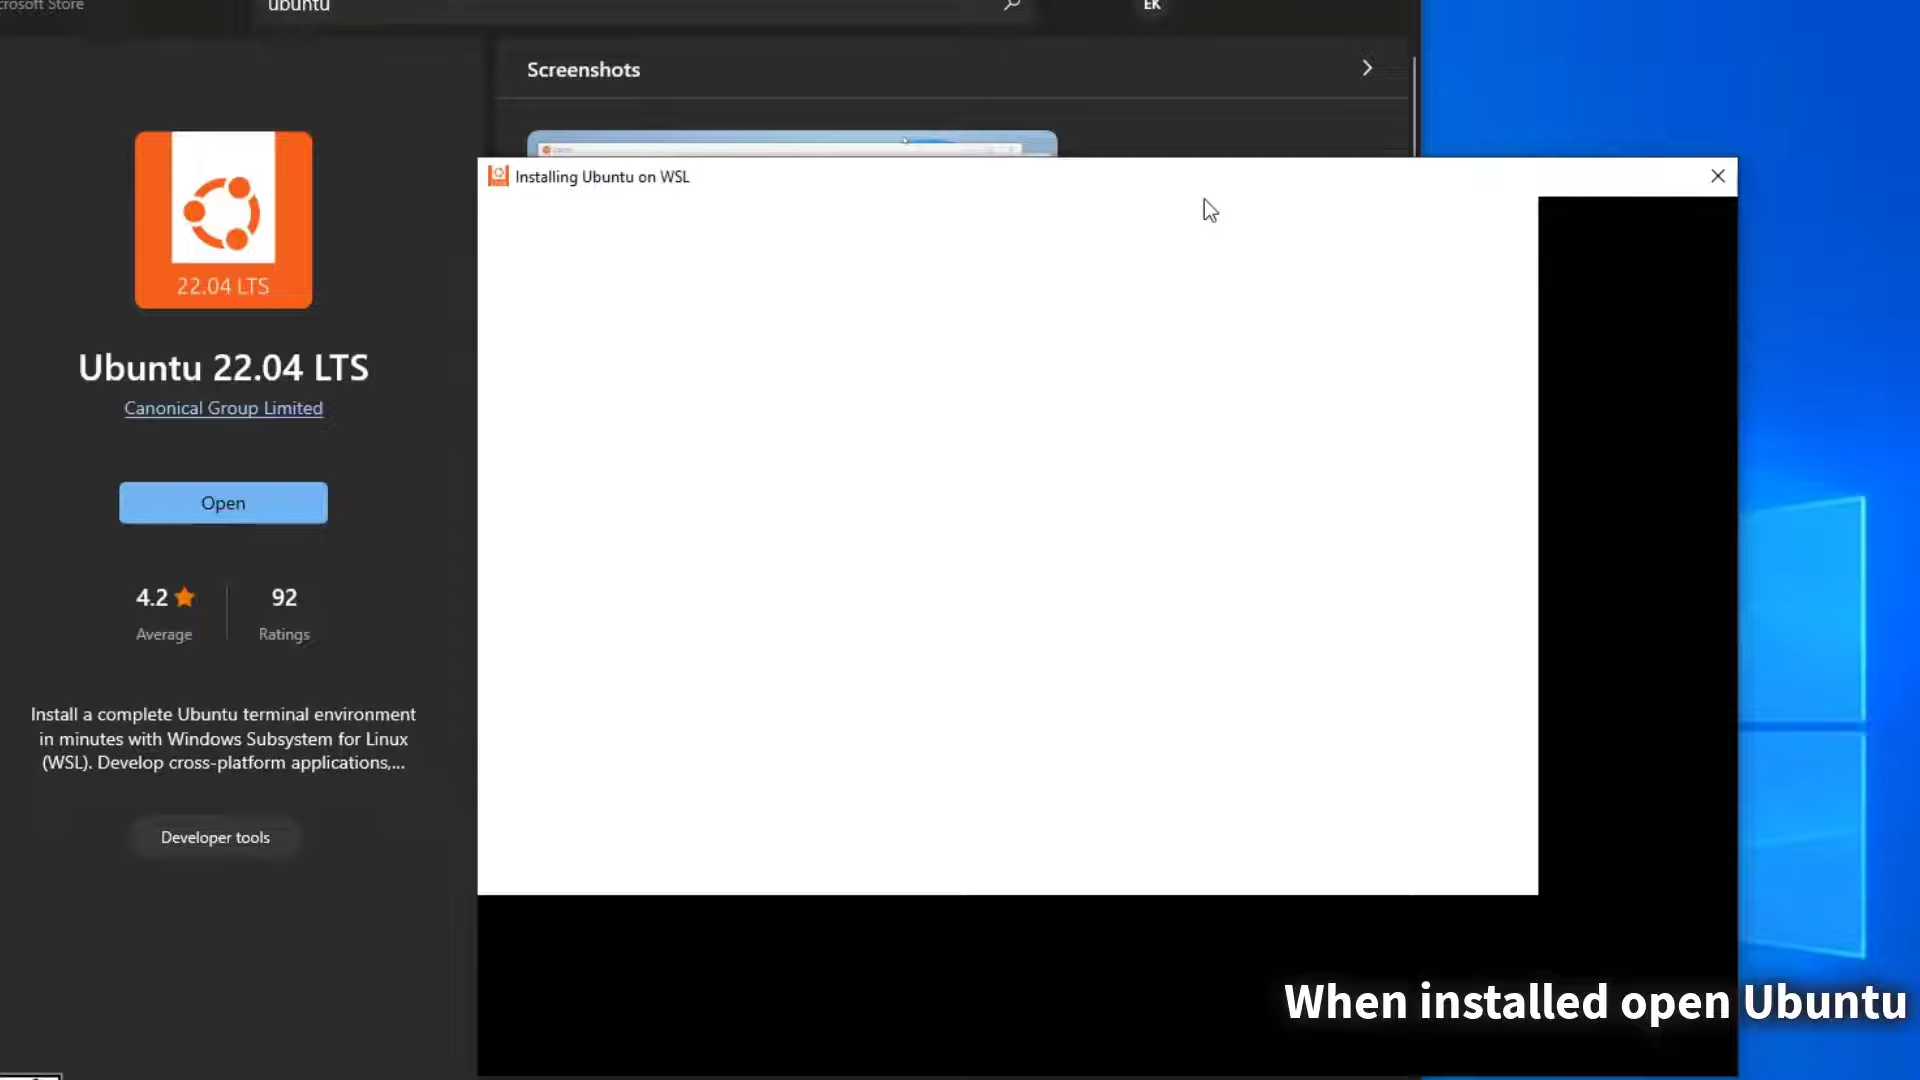 crosoft Store
ubuntu
EK
Screenshots
22.04 LTS
Installing Ubuntu on WSL
Ubuntu 22.04 LTS
Canonical Group Limited
Open
4.2
92
Average
Ratings
Install a complete Ubuntu terminal environment
in minutes with Windows Subsystem for Linux
(WSL). Develop cross-platform applications,...
Developer tools
When installed open Ubuntu